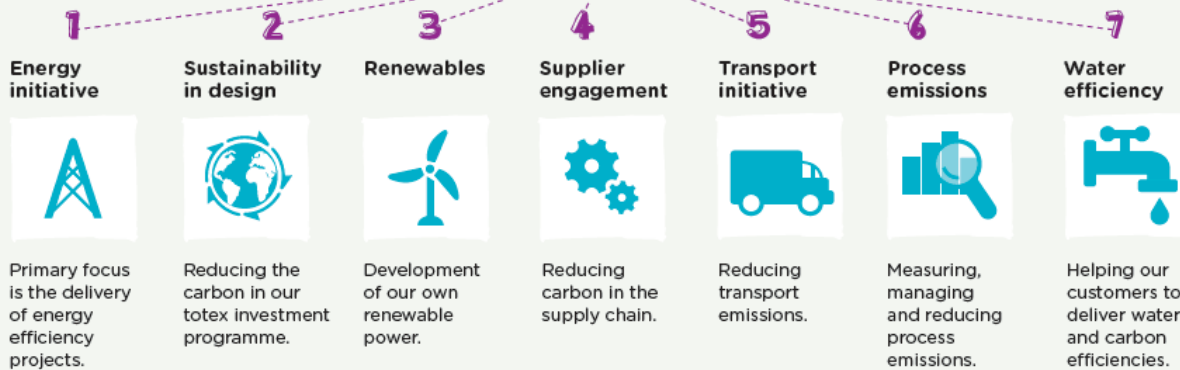 1
2
3
4
5
6
7
Energy
initiative
Sustainability
in design
Renewables
Supplier
engagement
Transport
initiative
Process
emissions
Water
efficiency
Primary focus
is the delivery
of energy
efficiency
projects.
Reducing the
carbon in our
totex investment
programme.
Development
of our own
renewable
power.
Reducing
carbon in the
supply chain.
Reducing
transport
emissions.
Measuring,
managing
and reducing
process
emissions.
Helping our
customers to
deliver water
and carbon
efficiencies.